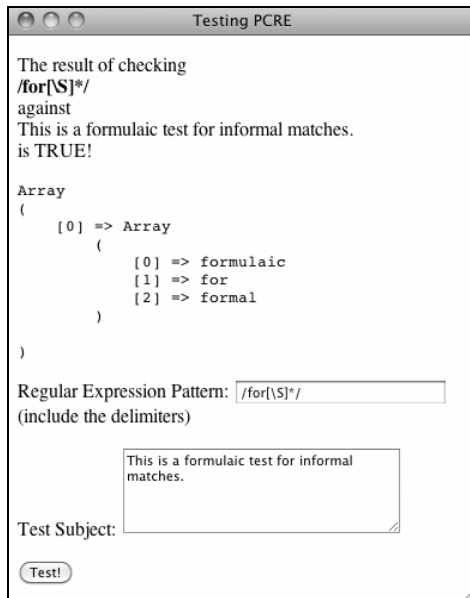 Testing PCRE
The result of checking
/for[\S]*/
against
This is a formulaic test for informal matches.
is TRUE!
Array
(
    [0] => Array
        (
            [0] => formulaic
            [1] => for
            [2] => formal
        )
)
Regular Expression Pattern: /for[\S]*/
(include the delimiters)
This is a formulaic test for informal
matches.
Test Subject:
Test!